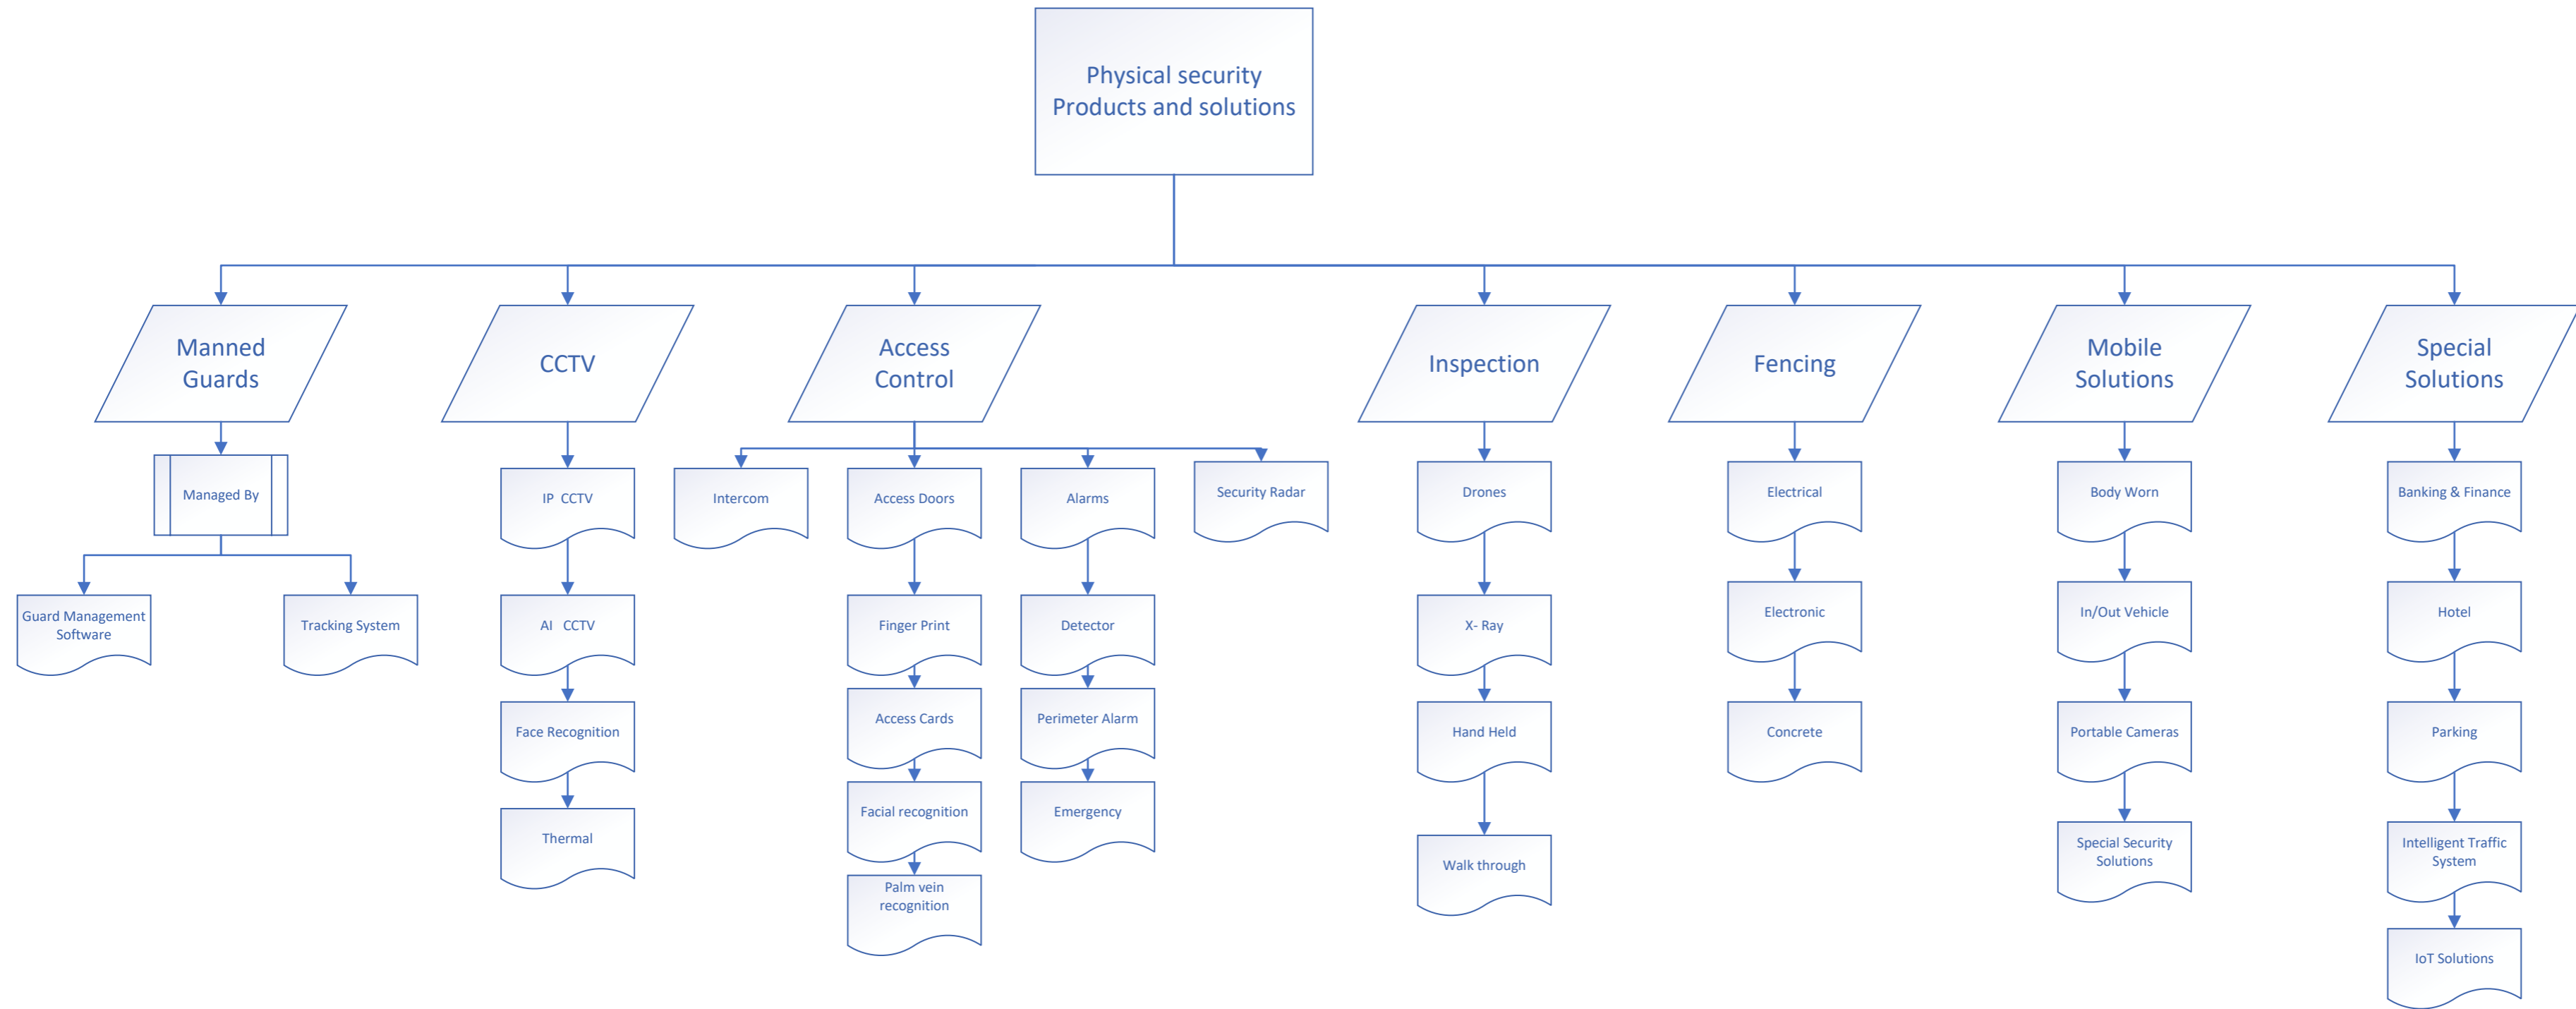 Physical security
Products and solutions
Manned
Guards
CCTV
Access
Control
Inspection
Fencing
Mobile
Solutions
Special
Solutions
Managed By
Guard Management
Software
Tracking System
IP CCTV
AI CCTV
Face Recognition
Thermal
Intercom
Access Doors
Finger Print
Access Cards
Facial recognition
Palm vein
recognition
Alarms
Detector
Perimeter Alarm
Emergency
Security Radar
Drones
X- Ray
Hand Held
Walk through
Electrical
Electronic
Concrete
Body Worn
In/Out Vehicle
Portable Cameras
Special Security
Solutions
Banking & Finance
Hotel
Parking
Intelligent Traffic
System
IoT Solutions